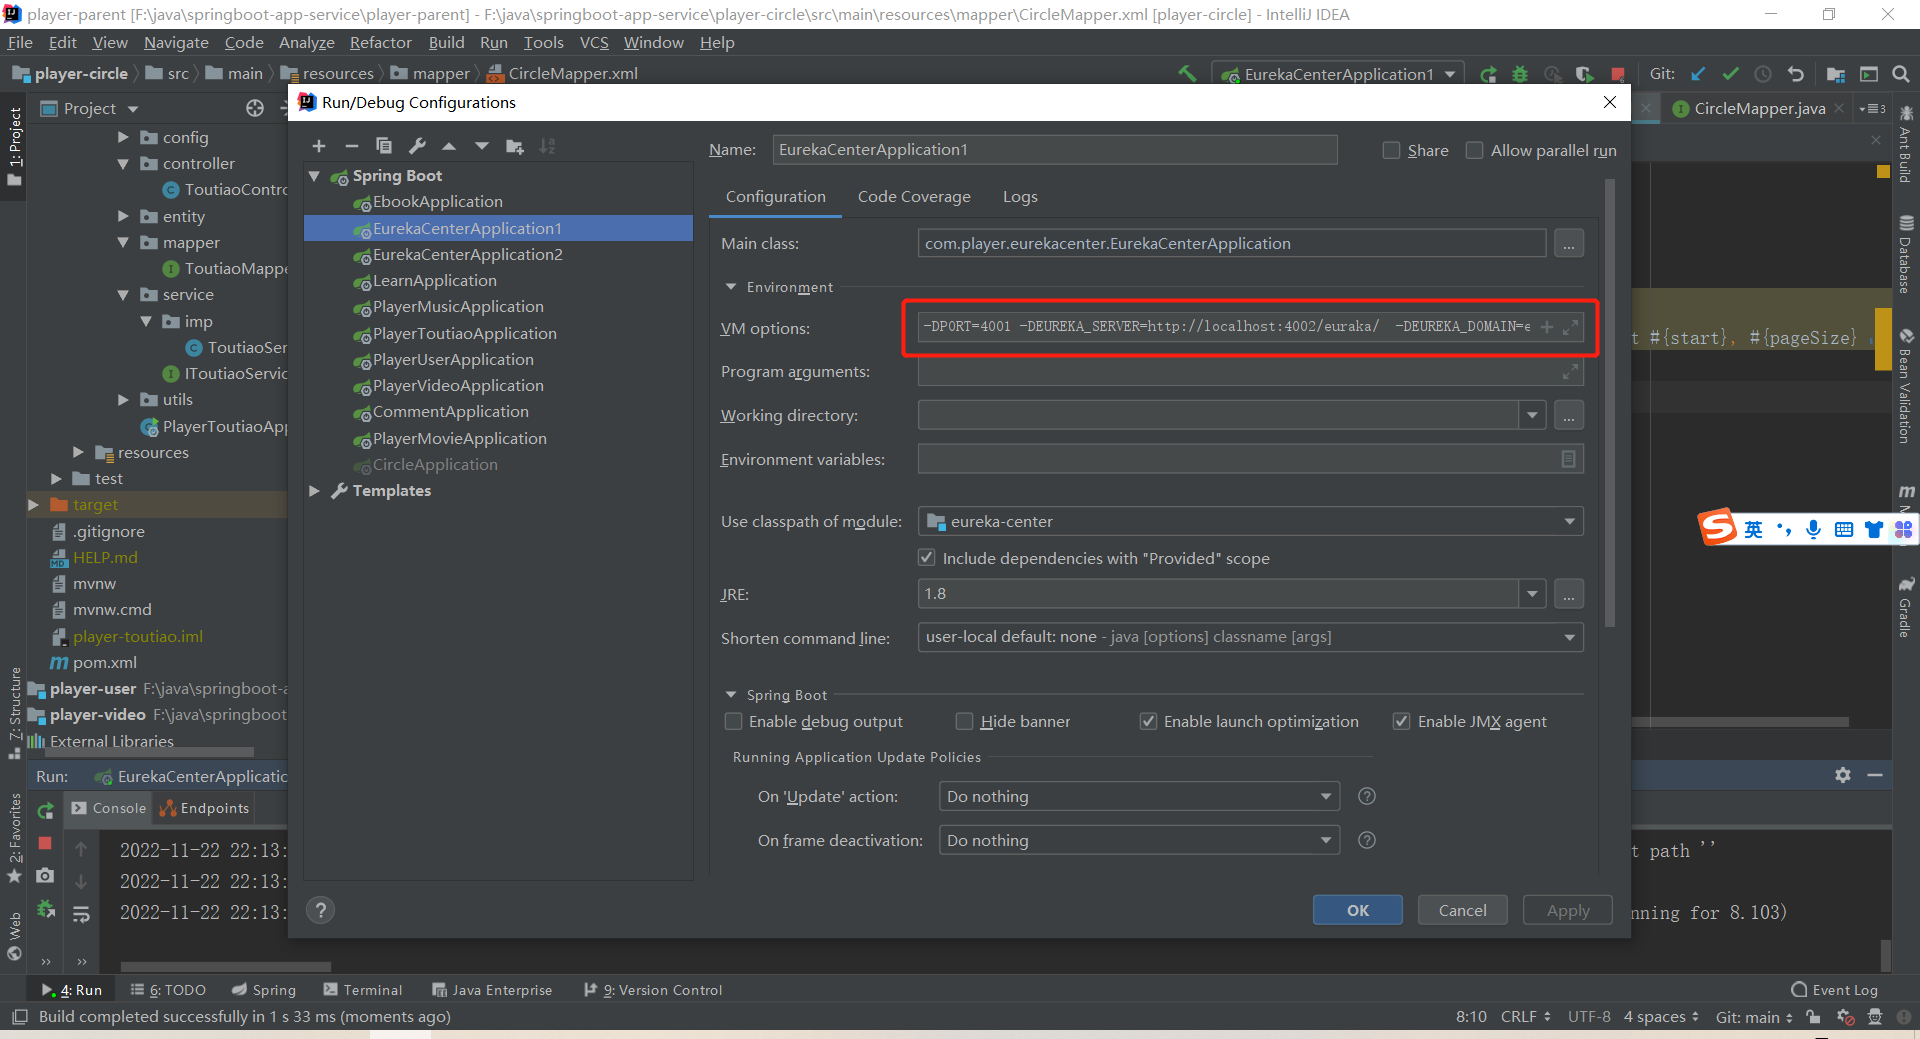 player-parent [F:\java\springboot-app-service\player-parent] - F:\java\springboot-app-service\player-circle\src\main\resources\mapper\CircleMapper.xml [player-circle] - IntelliJ IDEA
File Edit View Navigate Code Analyze Refactor Build Run Tools VCS Window Help
player-circle src main resources mapper CircleMapper.xml
EurekaCenterApplication1
Git:
1: Project
7: Structure
2: Favorites
Web
Project
config
controller
ToutiaoContro
entity
mapper
ToutiaoMappe
service
imp
ToutiaoSer
IToutiaoServic
utils
PlayerToutiaoApp
resources
test
target
.gitignore
HELP.md
mvnw
mvnw.cmd
player-toutiao.iml
pom.xml
player-user F:\java\springboot-a
player-video F:\java\springboot
External Libraries
Run/Debug Configurations
Spring Boot
EbookApplication
EurekaCenterApplication1
EurekaCenterApplication2
LearnApplication
PlayerMusicApplication
PlayerToutiaoApplication
PlayerUserApplication
PlayerVideoApplication
CommentApplication
PlayerMovieApplication
CircleApplication
Templates
Name: EurekaCenterApplication1
Share Allow parallel run
Configuration Code Coverage Logs
Main class: com.player.eurekacenter.EurekaCenterApplication ...
Environment
VM options: -DPORT=4001 -DEUREKA_SERVER=http://localhost:4002/euraka/ -DEUREKA_DOMAIN=e
Program arguments:
Working directory: ...
Environment variables:
Use classpath of module: eureka-center
Include dependencies with "Provided" scope
JRE: 1.8 ...
Shorten command line: user-local default: none - java [options] classname [args]
Spring Boot
Enable debug output Hide banner Enable launch optimization Enable JMX agent
Running Application Update Policies
On 'Update' action: Do nothing ?
On frame deactivation: Do nothing ?
? OK Cancel Apply
CircleMapper.java 3
t #{start}, #{pageSize}
Ant Build
Database
Bean Validation
英
Gradle
Run: EurekaCenterApplicatio
Console Endpoints
2022-11-22 22:13:
2022-11-22 22:13:
2022-11-22 22:13:
t path ''
nning for 8.103)
4: Run 6: TODO Spring Terminal Java Enterprise 9: Version Control Event Log
Build completed successfully in 1 s 33 ms (moments ago) 8:10 CRLF UTF-8 4 spaces Git: main